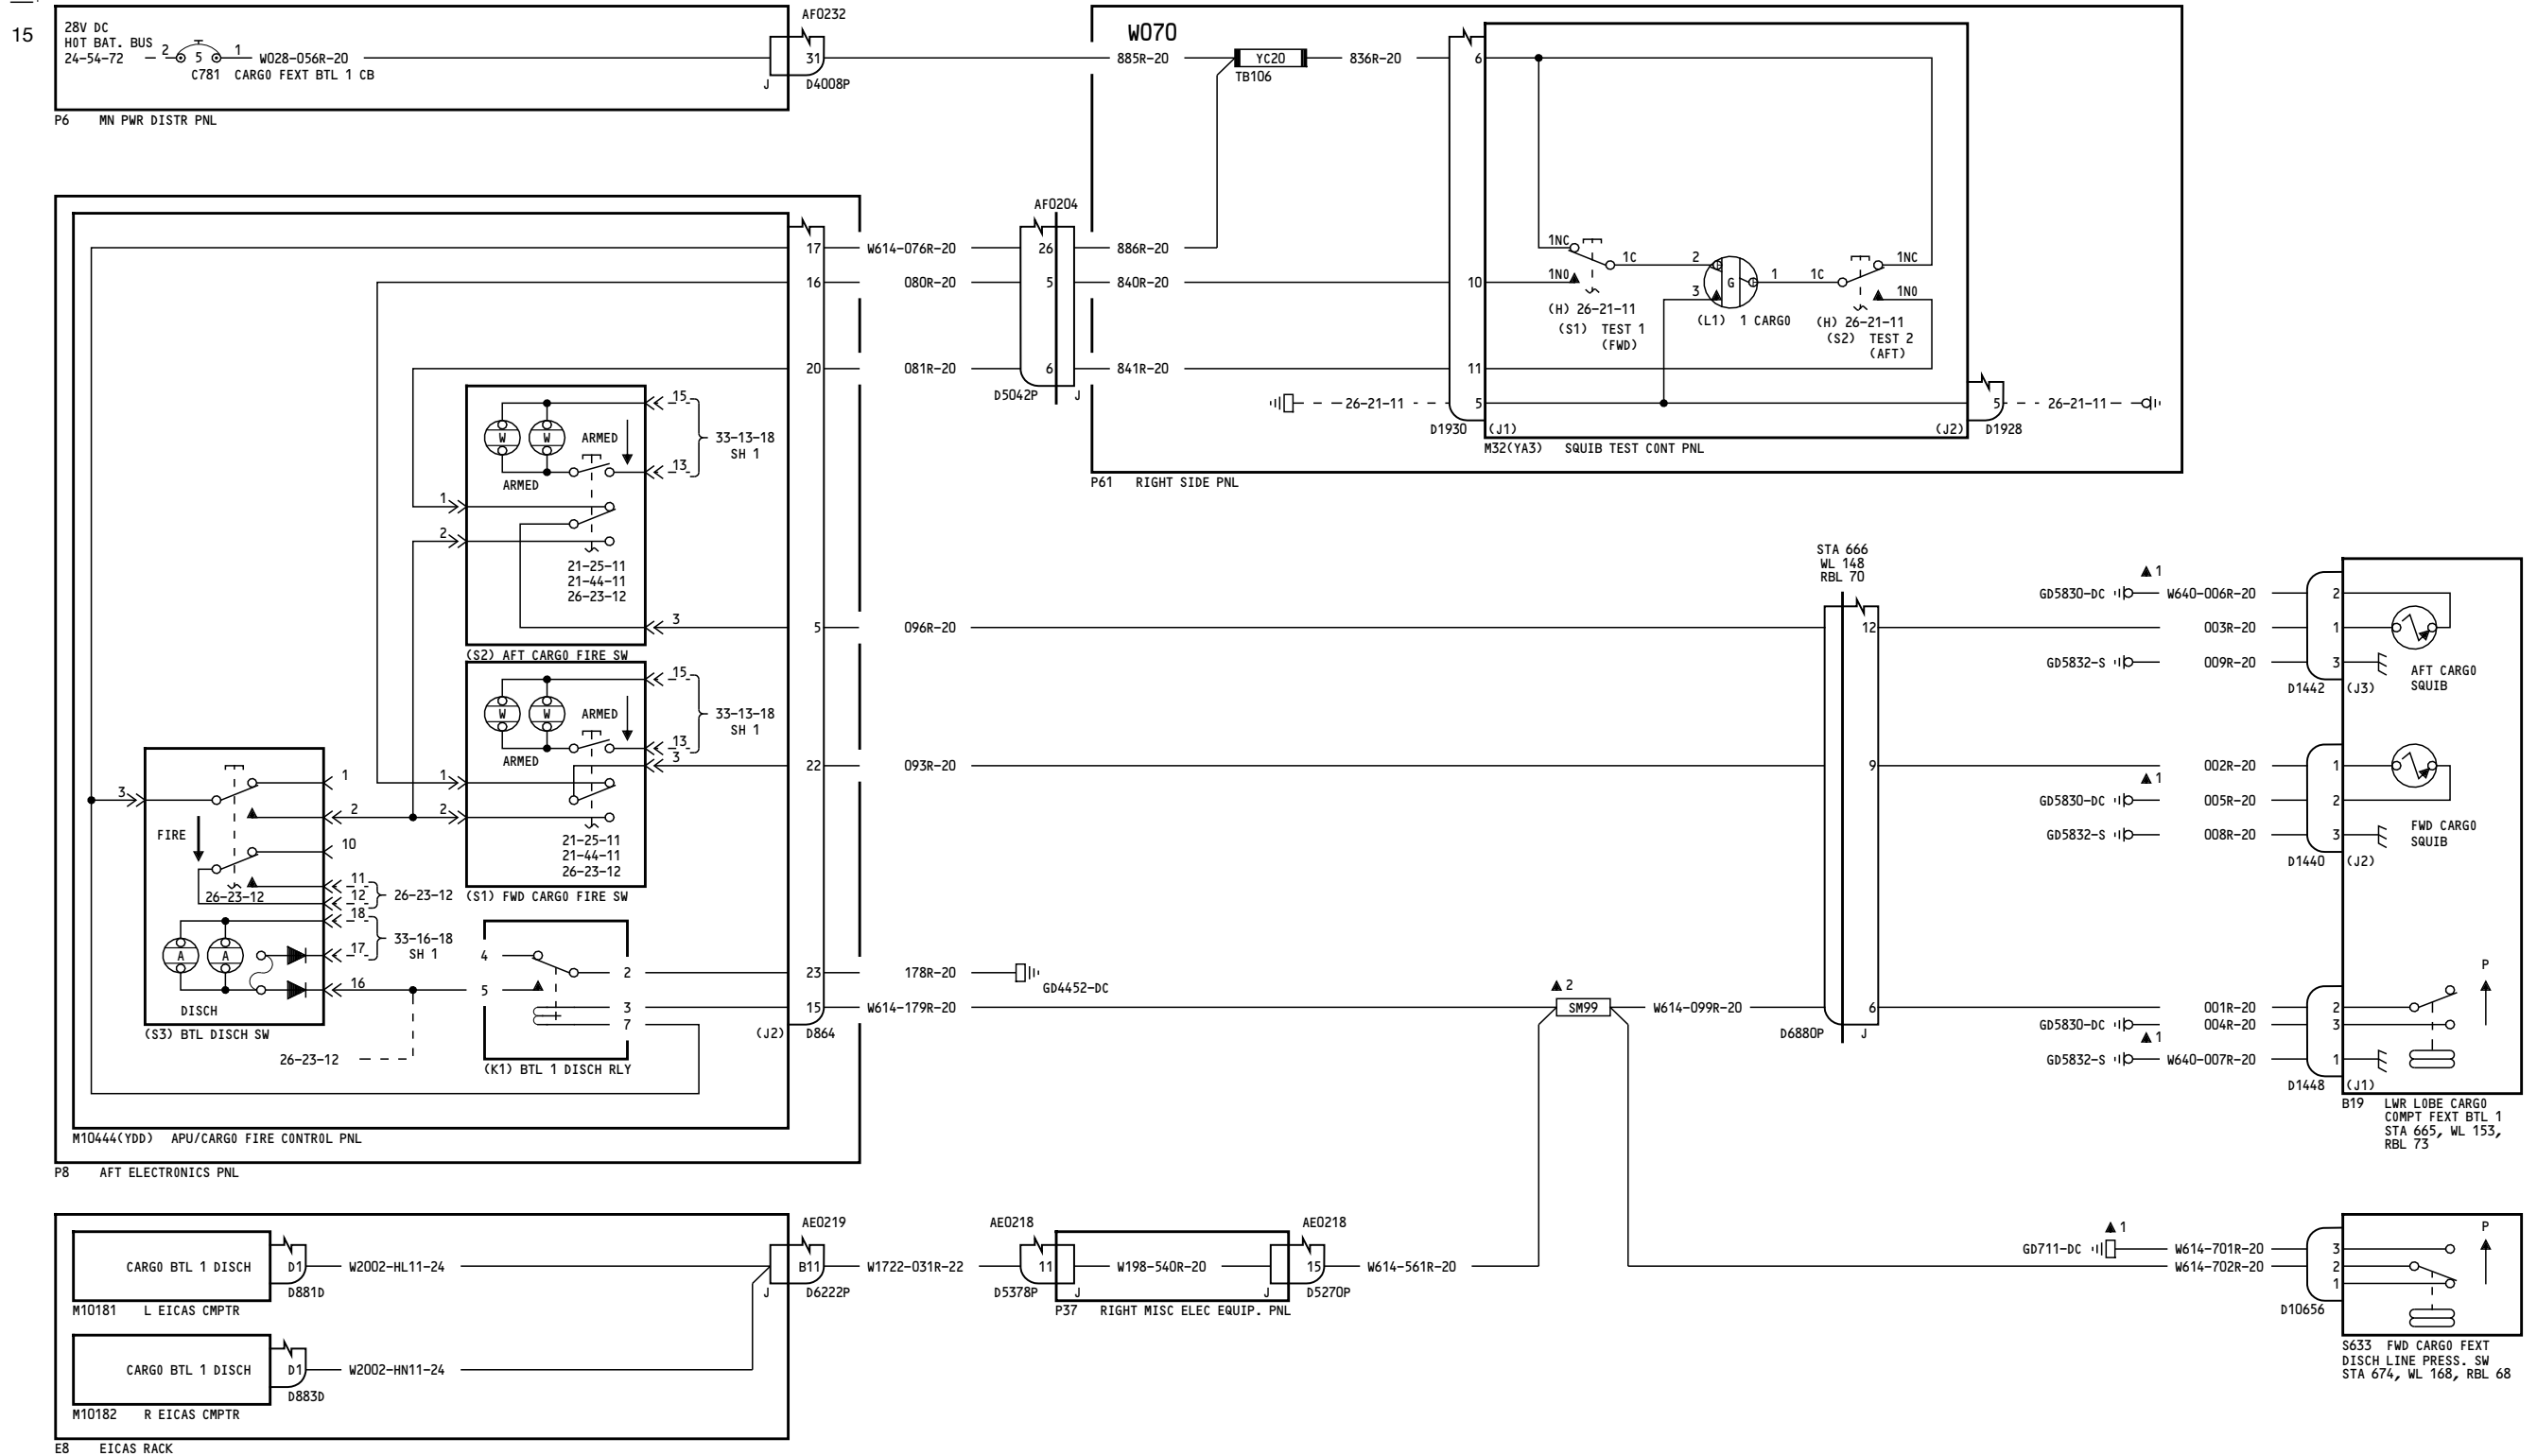 15
28V DC
HOT BAT. BUS
24-54-72
2
5
1
W028-056R-20
C781 CARGO FEXT BTL 1 CB
AF0232
31
J
D4008P
P6 MN PWR DISTR PNL
W070
885R-20
YC20
TB106
836R-20
6
886R-20
840R-20
841R-20
10
11
5
1NC
1NO
1C
2
3
G
1
1C
1NC
1NO
(H) 26-21-11
(S1) TEST 1
(FWD)
(L1) 1 CARGO
(H) 26-21-11
(S2) TEST 2
(AFT)
26-21-11
D1930
(J1)
(J2)
5
D1928
26-21-11
M32(YA3) SQUIB TEST CONT PNL
P61 RIGHT SIDE PNL
17
W614-076R-20
16
080R-20
20
081R-20
AF0204
26
5
6
D5042P
J
W
W
ARMED
ARMED
15
13
33-13-18
SH 1
1
2
21-25-11
21-44-11
26-23-12
3
(S2) AFT CARGO FIRE SW
5
096R-20
W
W
ARMED
ARMED
15
13
3
33-13-18
SH 1
1
2
21-25-11
21-44-11
26-23-12
(S1) FWD CARGO FIRE SW
22
093R-20
3
1
2
FIRE
10
11
12
26-23-12
26-23-12
18
17
33-16-18
SH 1
A
A
16
DISCH
(S3) BTL DISCH SW
26-23-12
4
5
2
3
7
(K1) BTL 1 DISCH RLY
23
178R-20
GD4452-DC
15
W614-179R-20
(J2)
D864
M10444(YDD) APU/CARGO FIRE CONTROL PNL
P8 AFT ELECTRONICS PNL
2
SM99
W614-099R-20
STA 666
WL 148
RBL 70
12
9
6
D6880P
J
1
GD5830-DC
W640-006R-20
2
003R-20
1
GD5832-S
009R-20
3
D1442
(J3)
AFT CARGO
SQUIB
002R-20
1
1
GD5830-DC
005R-20
2
GD5832-S
008R-20
3
D1440
(J2)
FWD CARGO
SQUIB
P
001R-20
2
GD5830-DC
004R-20
3
1
GD5832-S
W640-007R-20
1
D1448
(J1)
B19 LWR LOBE CARGO
COMPT FEXT BTL 1
STA 665, WL 153,
RBL 73
CARGO BTL 1 DISCH
D1
W2002-HL11-24
D881D
M10181 L EICAS CMPTR
CARGO BTL 1 DISCH
D1
W2002-HN11-24
D883D
M10182 R EICAS CMPTR
E8 EICAS RACK
AE0219
B11
J
D6222P
W1722-031R-22
AE0218
11
D5378P
J
W198-540R-20
P37 RIGHT MISC ELEC EQUIP. PNL
AE0218
15
J
D5270P
W614-561R-20
1
GD711-DC
W614-701R-20
3
W614-702R-20
2
1
P
D10656
S633 FWD CARGO FEXT
DISCH LINE PRESS. SW
STA 674, WL 168, RBL 68